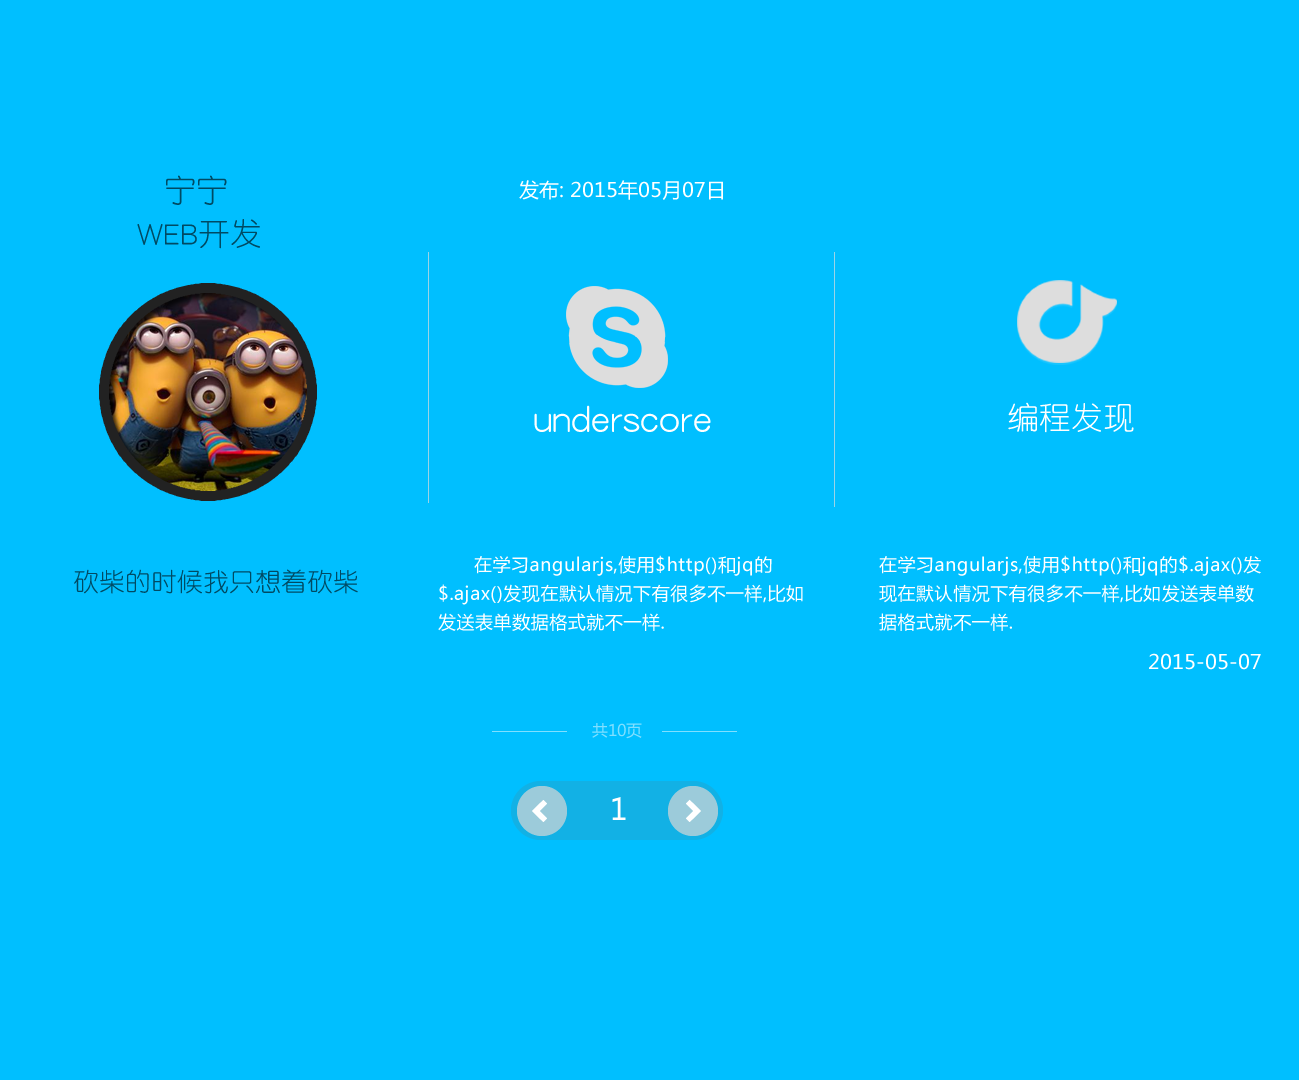 宁宁
WEB开发
砍柴的时候我只想着砍柴
发布: 2015年05月07日
underscore
在学习angularjs,使用$http()和jq的
$.ajax()发现在默认情况下有很多不一样,比如
发送表单数据格式就不一样.
共10页
1
编程发现
在学习angularjs,使用$http()和jq的$.ajax()发
现在默认情况下有很多不一样,比如发送表单数
据格式就不一样.
2015-05-07